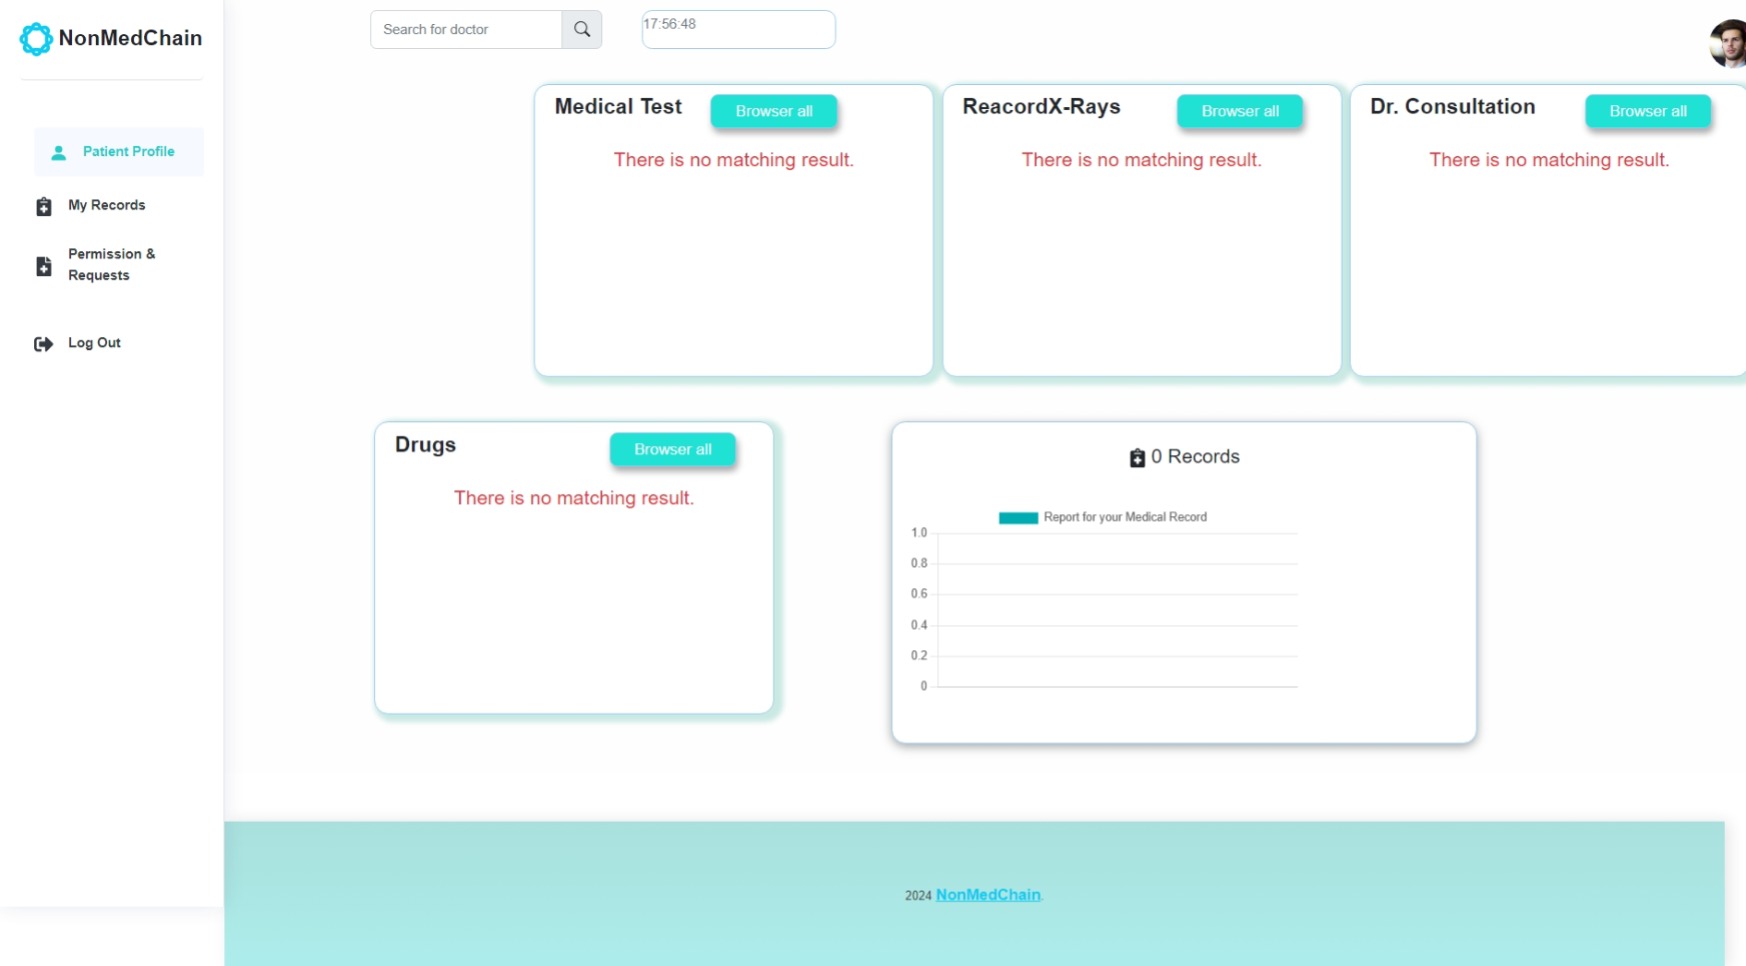 NonMedChain
Search for doctor
17:56:48
Patient Profile
My Records
Permission &
Requests
Log Out
Medical Test
Browser all
There is no matching result.
ReacordX-Rays
Browser all
There is no matching result.
Dr. Consultation
Browser all
There is no matching result.
Drugs
Browser all
There is no matching result.
0 Records
Report for your Medical Record
1.0
0.8
0.6
0.4
0.2
0
2024 NonMedChain.